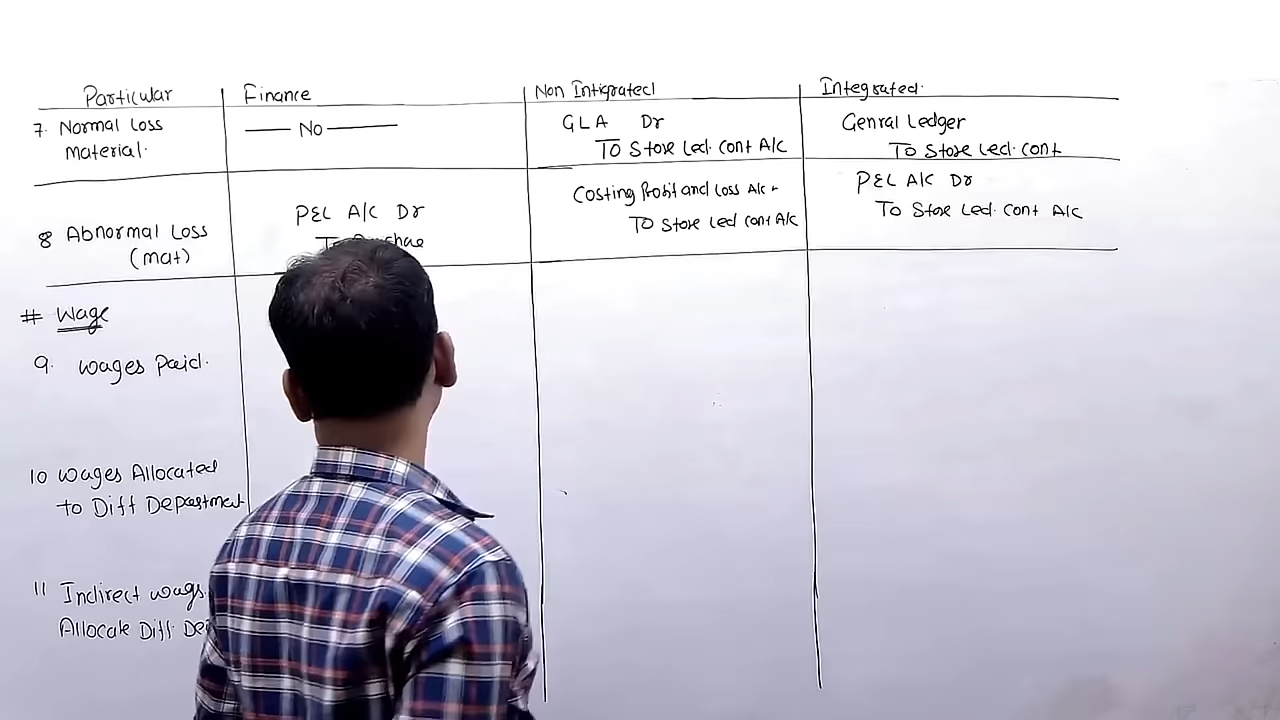 Particular Finance Non Intigrated Integrated.
7. Normal Loss Material. — No — GLA Dr Genral Ledger
To Store Led. Cont A/c To Store Led. Cont
8 Abnormal Loss (Mat) P&L A/C Dr Costing Profit and Loss A/c P&L A/C Dr
To Store Led Cont A/c To Store Led. Cont A/c
# Wage
9. Wages Paid.
10 Wages Allocated
to Diff Department
11 Indirect Wags
Allocate Diff